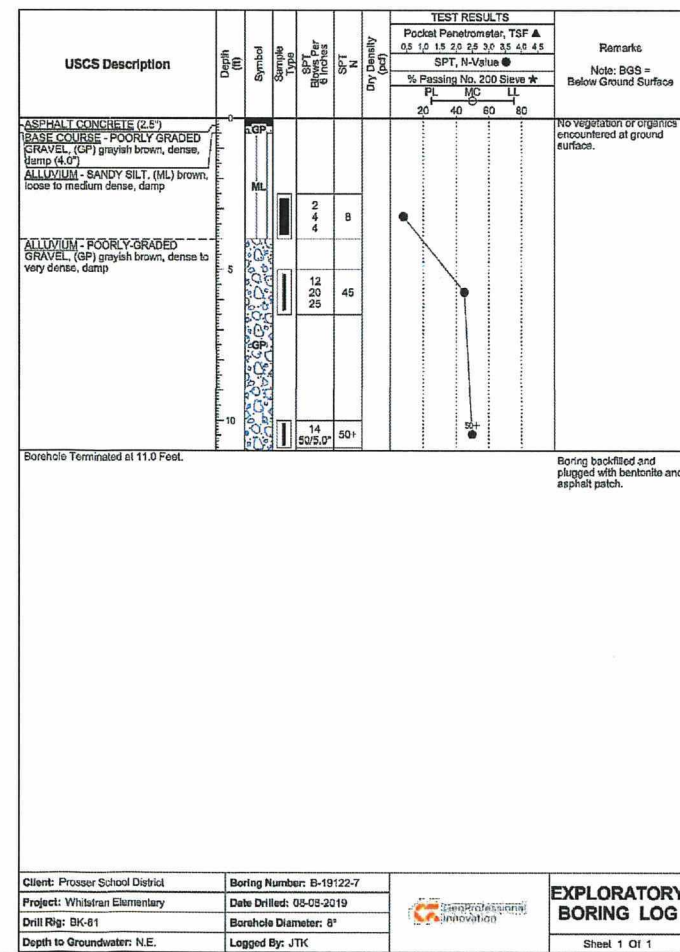 USCS Description
Depth (ft)
Symbol
Sample Type
SPT Blows Per 6 Inches
SPT N
Dry Density (pcf)
TEST RESULTS
Pocket Penetrometer, TSF ▲
0.5 1.0 1.5 2.0 2.5 3.0 3.5 4.0 4.5
SPT, N-Value ●
% Passing No. 200 Sieve ★
PL MC LL
20 40 60 80
Remarks
Note: BGS =
Below Ground Surface
0
ASPHALT CONCRETE (2.5")
BASE COURSE - POORLY GRADED
GRAVEL, (GP) grayish brown, dense,
damp (4.0")
ALLUVIUM - SANDY SILT, (ML) brown,
loose to medium dense, damp
GP
ML
2
4
4
8
No vegetation or organics
encountered at ground
surface.
ALLUVIUM - POORLY-GRADED
GRAVEL, (GP) grayish brown, dense to
very dense, damp
5
12
20
25
45
GP
10
14
50/5.0"
50+
50+
Borehole Terminated at 11.0 Feet.
Boring backfilled and
plugged with bentonite and
asphalt patch.
Client: Prosser School District
Project: Whitstran Elementary
Drill Rig: BK-81
Depth to Groundwater: N.E.
Boring Number: B-19122-7
Date Drilled: 08-08-2019
Borehole Diameter: 8"
Logged By: JTK
GeoProfessional
Innovation
EXPLORATORY
BORING LOG
Sheet 1 Of 1